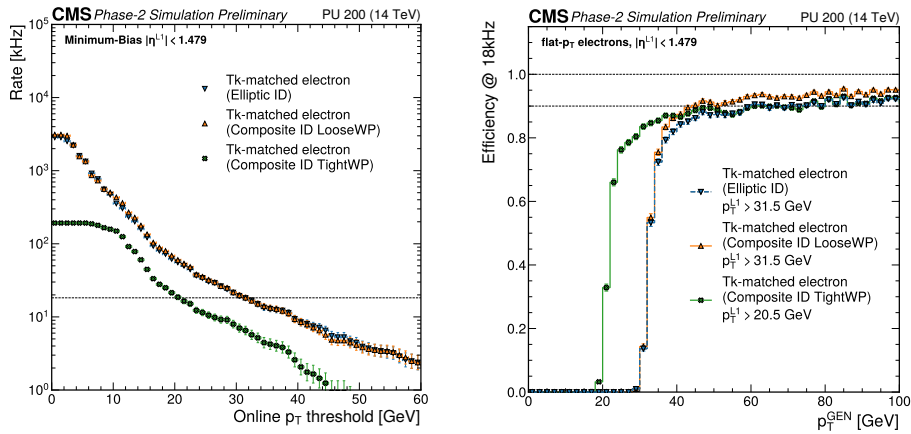 CMS Phase-2 Simulation Preliminary PU 200 (14 TeV)
Minimum-Bias |η^L1| < 1.479
Rate [kHz]
10^5
10^4
10^3
10^2
10^1
10^0
Tk-matched electron
(Elliptic ID)
Tk-matched electron
(Composite ID LooseWP)
Tk-matched electron
(Composite ID TightWP)
0 10 20 30 40 50 60
Online p_T threshold [GeV]
CMS Phase-2 Simulation Preliminary PU 200 (14 TeV)
flat-p_T electrons, |η^L1| < 1.479
Efficiency @ 18kHz
1.0
0.8
0.6
0.4
0.2
0.0
Tk-matched electron
(Elliptic ID)
p_T^L1 > 31.5 GeV
Tk-matched electron
(Composite ID LooseWP)
p_T^L1 > 31.5 GeV
Tk-matched electron
(Composite ID TightWP)
p_T^L1 > 20.5 GeV
0 20 40 60 80 100
p_T^GEN [GeV]